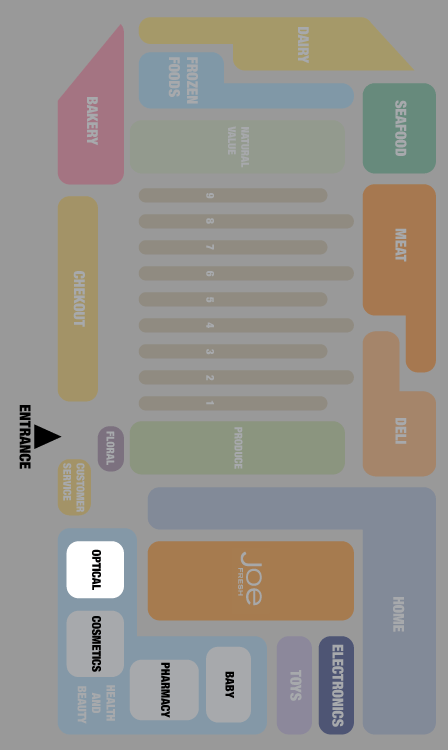 DAIRY
FROZEN
FOODS
BAKERY
SEAFOOD
NATURAL
VALUE
MEAT
9
8
7
6
5
4
3
2
1
CHEKOUT
ENTRANCE
FLORAL
PRODUCE
DELI
CUSTOMER
SERVICE
OPTICAL
JOE
FRESH
HOME
COSMETICS
HEALTH
AND
BEAUTY
PHARMACY
BABY
TOYS
ELECTRONICS